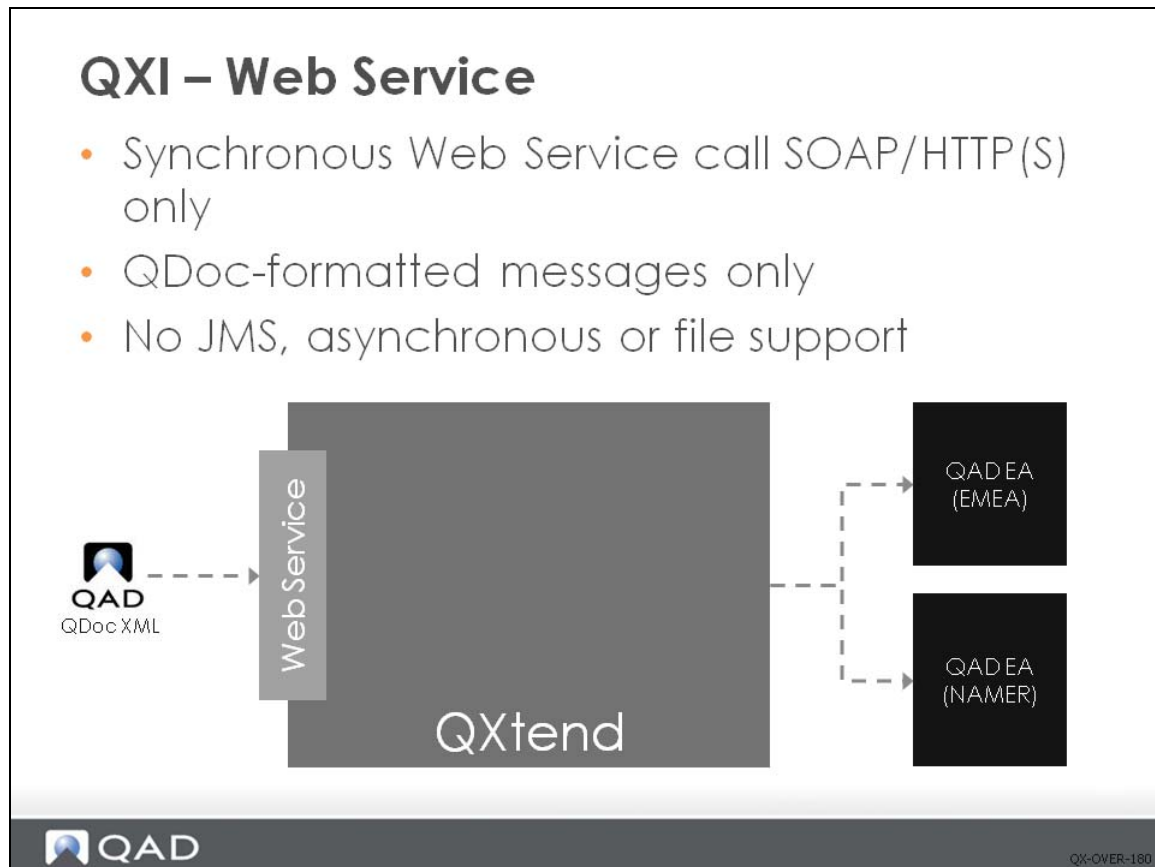 QXI – Web Service
• Synchronous Web Service call SOAP/HTTP(S)
only
• QDoc-formatted messages only
• No JMS, asynchronous or file support
QAD
QDoc XML
Web Service
QXtend
QAD EA
(EMEA)
QAD EA
(NAMER)
QAD
QX-OVER-180